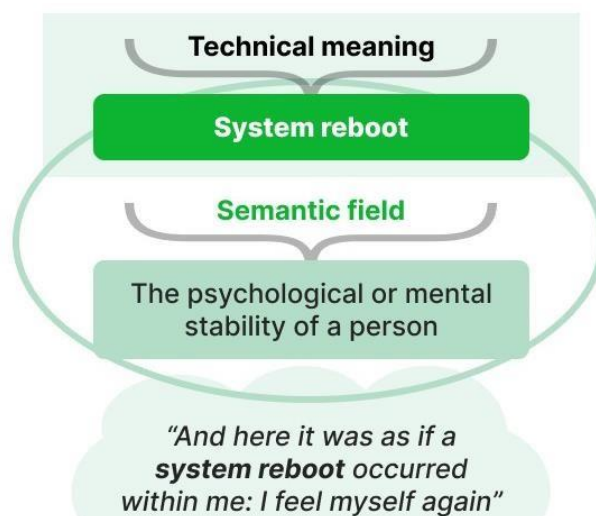 Technical meaning
System reboot
Semantic field
The psychological or mental
stability of a person
“And here it was as if a
system reboot occurred
within me: I feel myself again”